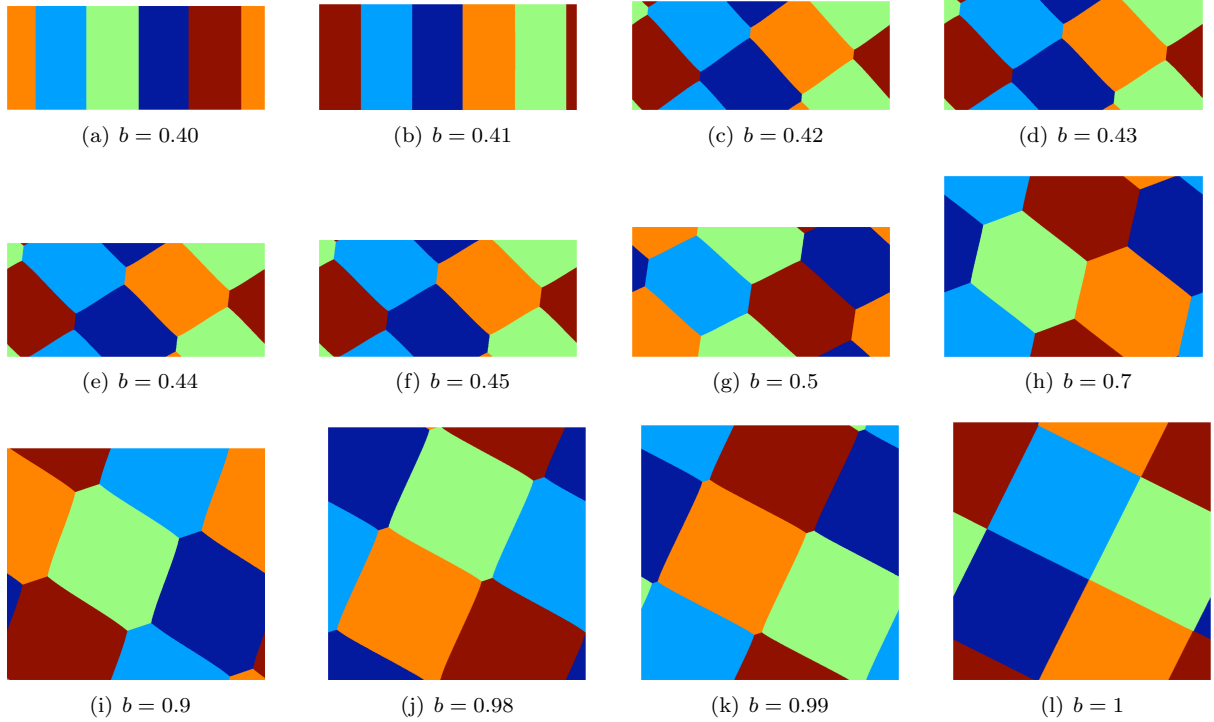 (a) b = 0.40
(b) b = 0.41
(c) b = 0.42
(d) b = 0.43
(e) b = 0.44
(f) b = 0.45
(g) b = 0.5
(h) b = 0.7
(i) b = 0.9
(j) b = 0.98
(k) b = 0.99
(l) b = 1